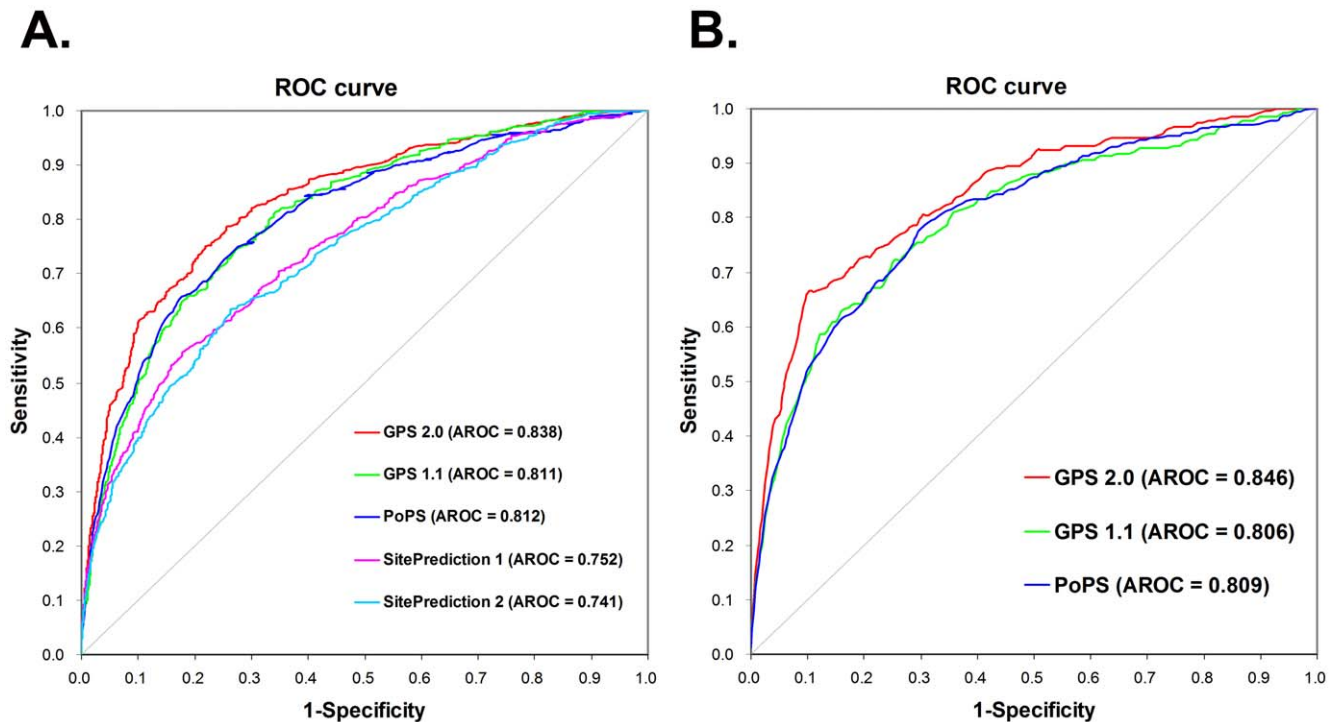 A.
ROC curve
1.0
0.9
0.8
0.7
0.6
0.5
0.4
0.3
0.2
0.1
0.0
Sensitivity
GPS 2.0 (AROC = 0.838)
GPS 1.1 (AROC = 0.811)
PoPS (AROC = 0.812)
SitePrediction 1 (AROC = 0.752)
SitePrediction 2 (AROC = 0.741)
0.0 0.1 0.2 0.3 0.4 0.5 0.6 0.7 0.8 0.9 1.0
1-Specificity
B.
ROC curve
1.0
0.9
0.8
0.7
0.6
0.5
0.4
0.3
0.2
0.1
0.0
Sensitivity
GPS 2.0 (AROC = 0.846)
GPS 1.1 (AROC = 0.806)
PoPS (AROC = 0.809)
0.0 0.1 0.2 0.3 0.4 0.5 0.6 0.7 0.8 0.9 1.0
1-Specificity